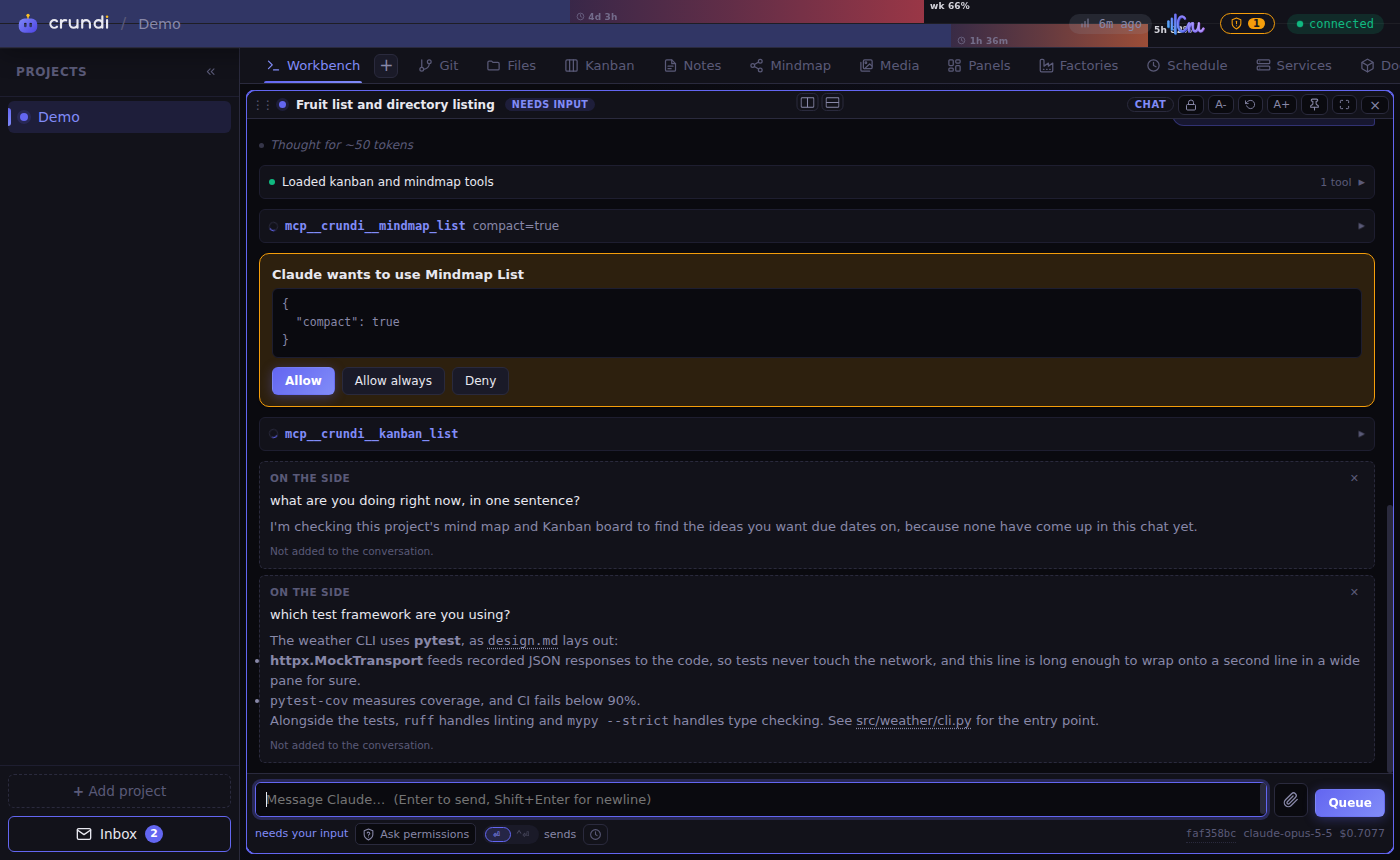 crundi / Demo
4d 3h
wk 66%
1h 36m
6m ago
5h
1
connected
PROJECTS «
Demo
+ Add project
Inbox 2
Workbench + Git Files Kanban Notes Mindmap Media Panels Factories Schedule Services Do
Fruit list and directory listing NEEDS INPUT CHAT A- A+
Thought for ~50 tokens
Loaded kanban and mindmap tools 1 tool
mcp__crundi__mindmap_list compact=true
Claude wants to use Mindmap List
{
"compact": true
}
Allow Allow always Deny
mcp__crundi__kanban_list
ON THE SIDE
what are you doing right now, in one sentence?
I'm checking this project's mind map and Kanban board to find the ideas you want due dates on, because none have come up in this chat yet.
Not added to the conversation.
ON THE SIDE
which test framework are you using?
The weather CLI uses pytest, as design.md lays out:
• httpx.MockTransport feeds recorded JSON responses to the code, so tests never touch the network, and this line is long enough to wrap onto a second line in a wide
pane for sure.
• pytest-cov measures coverage, and CI fails below 90%.
Alongside the tests, ruff handles linting and mypy --strict handles type checking. See src/weather/cli.py for the entry point.
Not added to the conversation.
Message Claude... (Enter to send, Shift+Enter for newline)
Queue
needs your input Ask permissions sends
faf358bc claude-opus-5-5 $0.7077